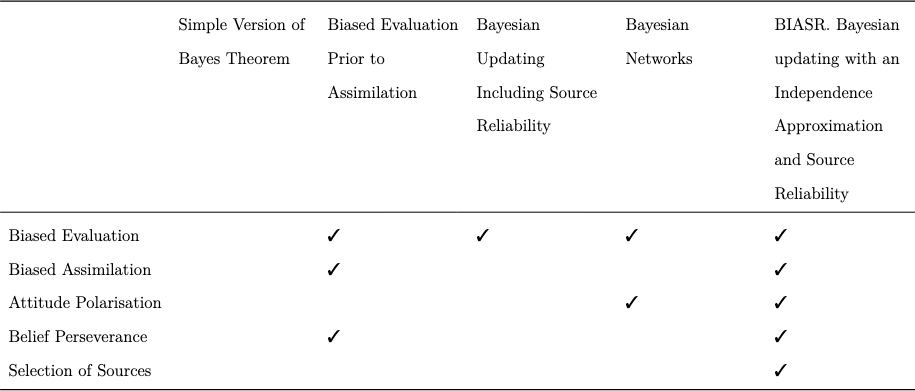 Simple Version of Biased Evaluation Bayesian Bayesian BIASR. Bayesian
Bayes Theorem Prior to Updating Networks updating with an
Assimilation Including Source Independence
Reliability Approximation
and Source
Reliability
Biased Evaluation ✓ ✓ ✓ ✓
Biased Assimilation ✓ ✓
Attitude Polarisation ✓ ✓
Belief Perseverance ✓ ✓
Selection of Sources ✓